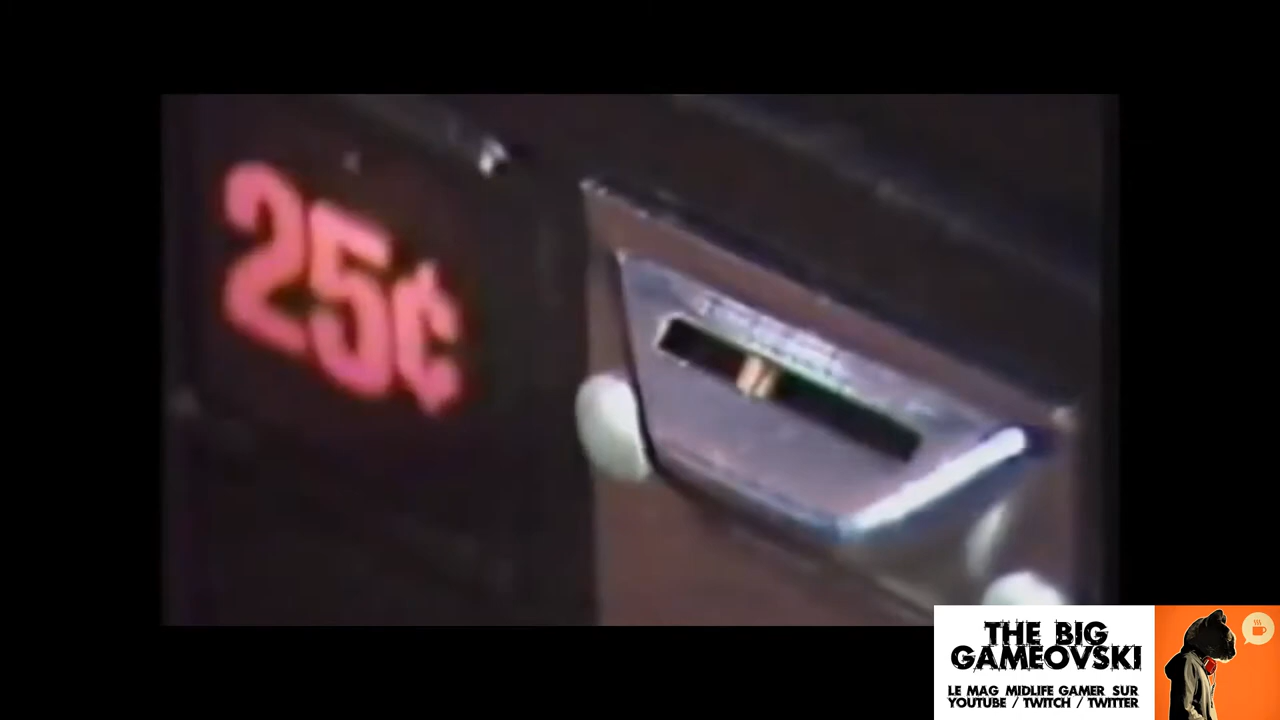 25¢
THE BIG
GAMEOVSKI
LE MAG MIDLIFE GAMER SUR
YOUTUBE / TWITCH / TWITTER